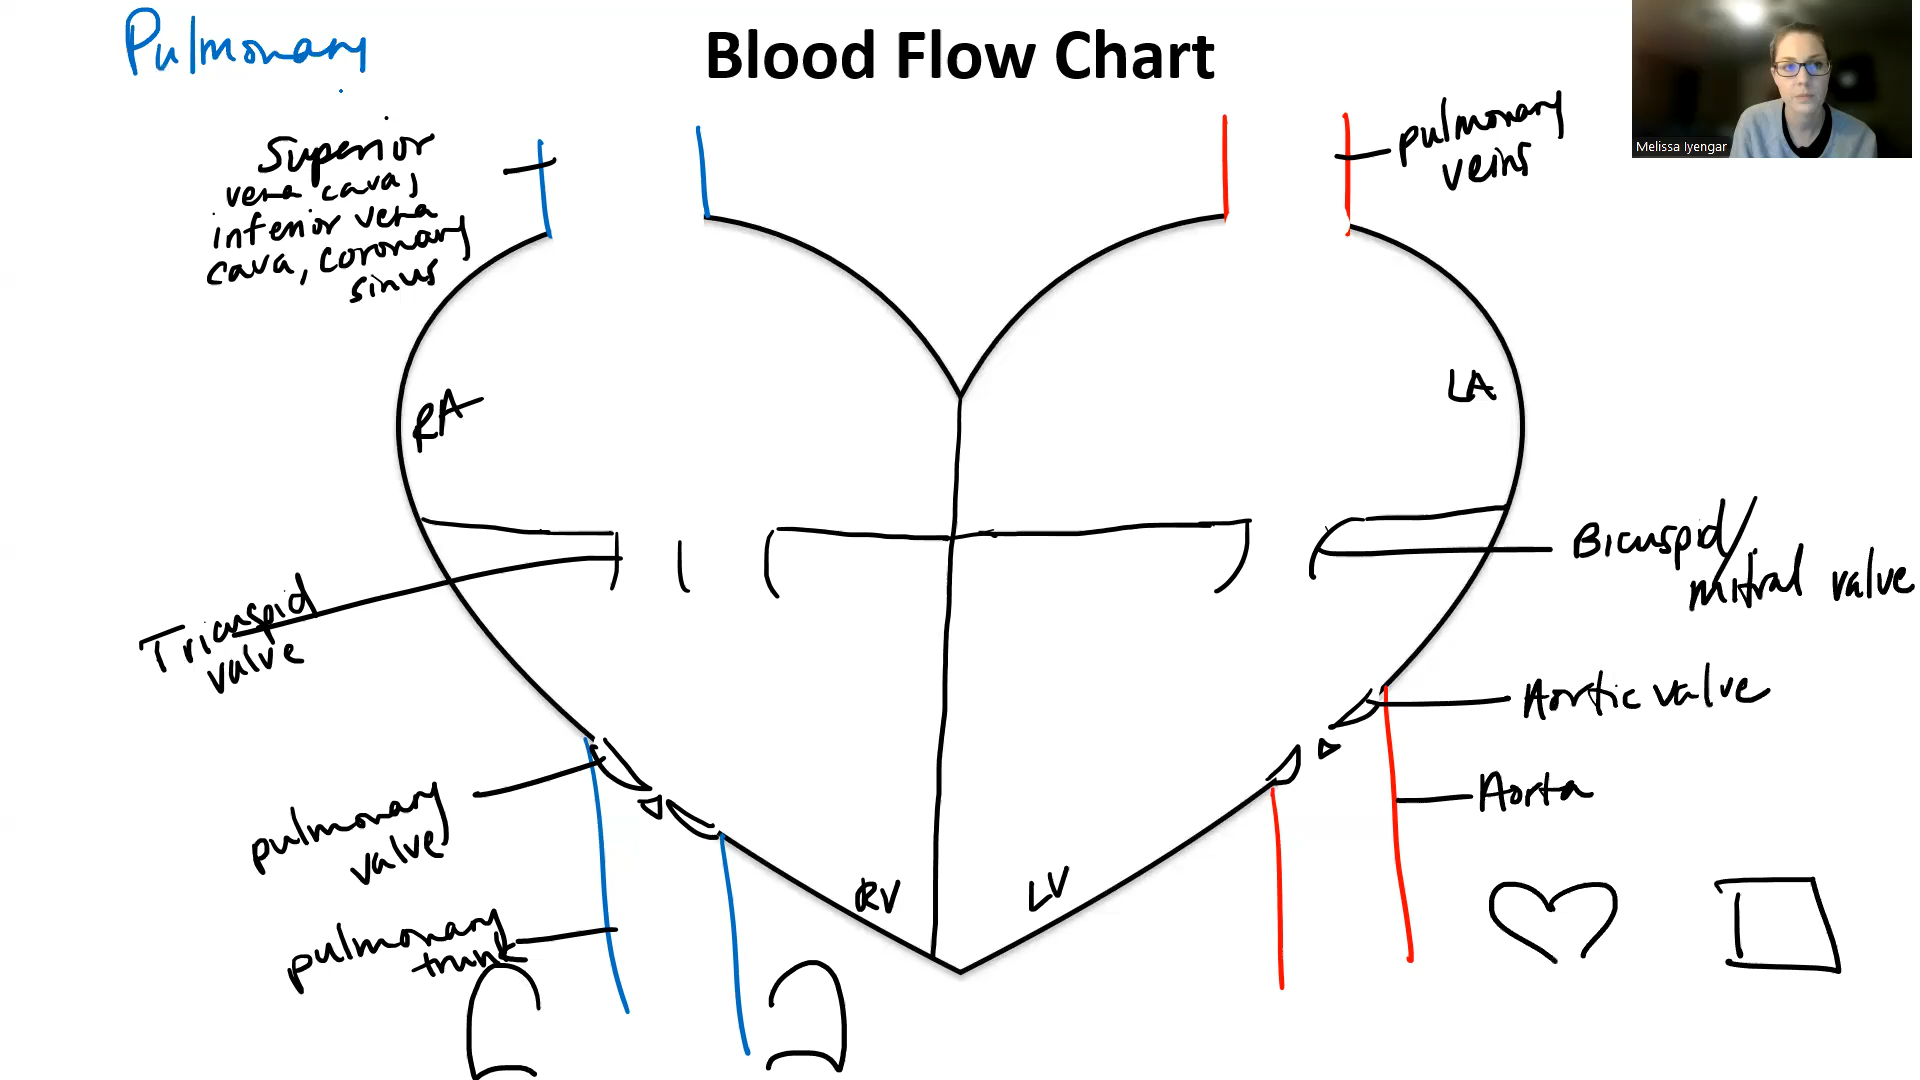 Pulmonary
Blood Flow Chart
Melissa Iyengar
Superior
vena cava,
inferior vena
cava, coronary
sinus
pulmonary
veins
RA
LA
Bicuspid/
mitral valve
Tricuspid
valve
Aortic valve
Aorta
pulmonary
valve
RV
LV
pulmonary
trunk